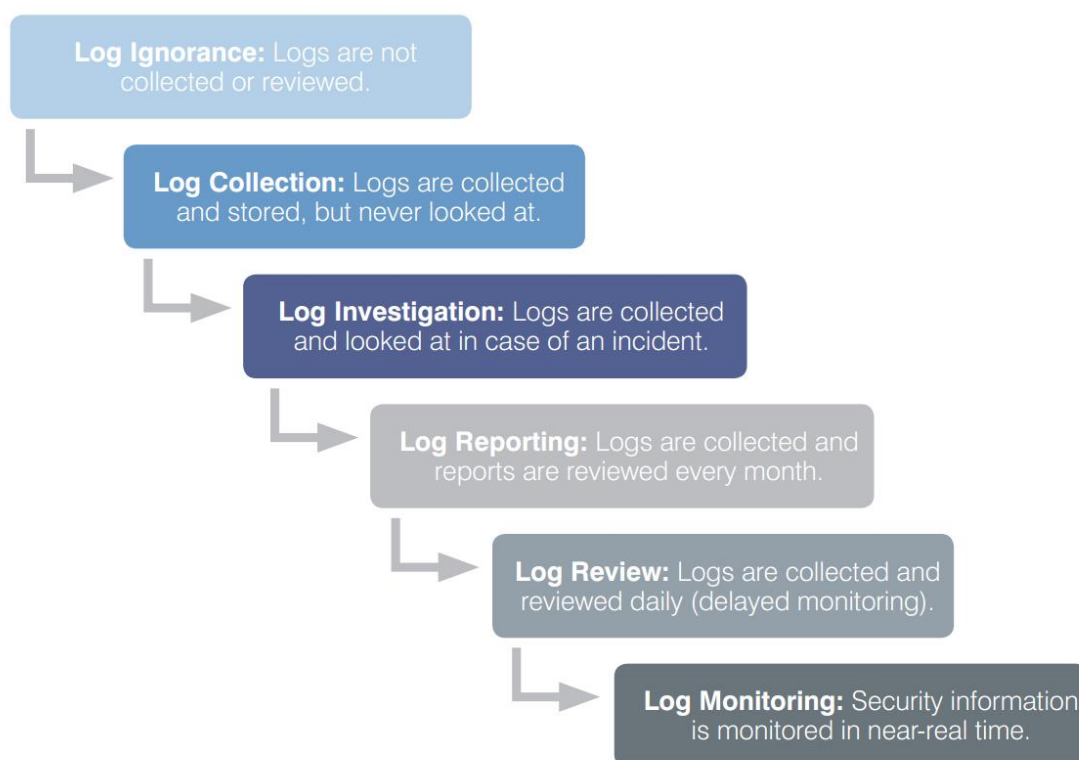 Log Ignorance: Logs are not
collected or reviewed.
Log Collection: Logs are collected
and stored, but never looked at.
Log Investigation: Logs are collected
and looked at in case of an incident.
Log Reporting: Logs are collected and
reports are reviewed every month.
Log Review: Logs are collected and
reviewed daily (delayed monitoring).
Log Monitoring: Security information
is monitored in near-real time.